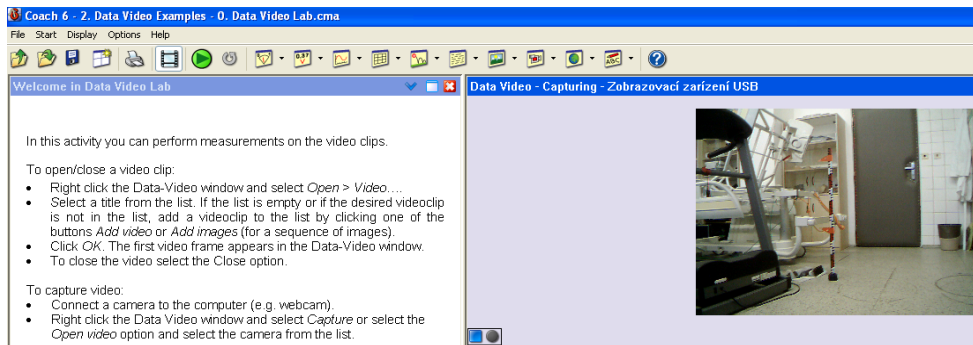 Coach 6 - 2. Data Video Examples - 0. Data Video Lab.cma
File Start Display Options Help
0.37
ABC
Welcome in Data Video Lab
Data Video - Capturing - Zobrazovací zarízení USB
In this activity you can perform measurements on the video clips.
To open/close a video clip:
• Right click the Data-Video window and select Open > Video....
• Select a title from the list. If the list is empty or if the desired videoclip
is not in the list, add a videoclip to the list by clicking one of the
buttons Add video or Add images (for a sequence of images).
• Click OK. The first video frame appears in the Data-Video window.
• To close the video select the Close option.
To capture video:
• Connect a camera to the computer (e.g. webcam).
• Right click the Data Video window and select Capture or select the
Open video option and select the camera from the list.